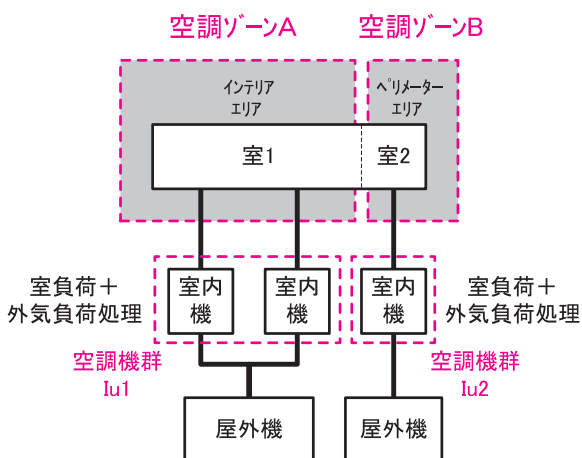 空調ゾーンA
空調ゾーンB
インテリア
エリア
ペリメーター
エリア
室1
室2
室負荷＋
外気負荷処理
室内
機
室内
機
室内
機
室負荷＋
外気負荷処理
空調機群
Iu1
空調機群
Iu2
屋外機
屋外機